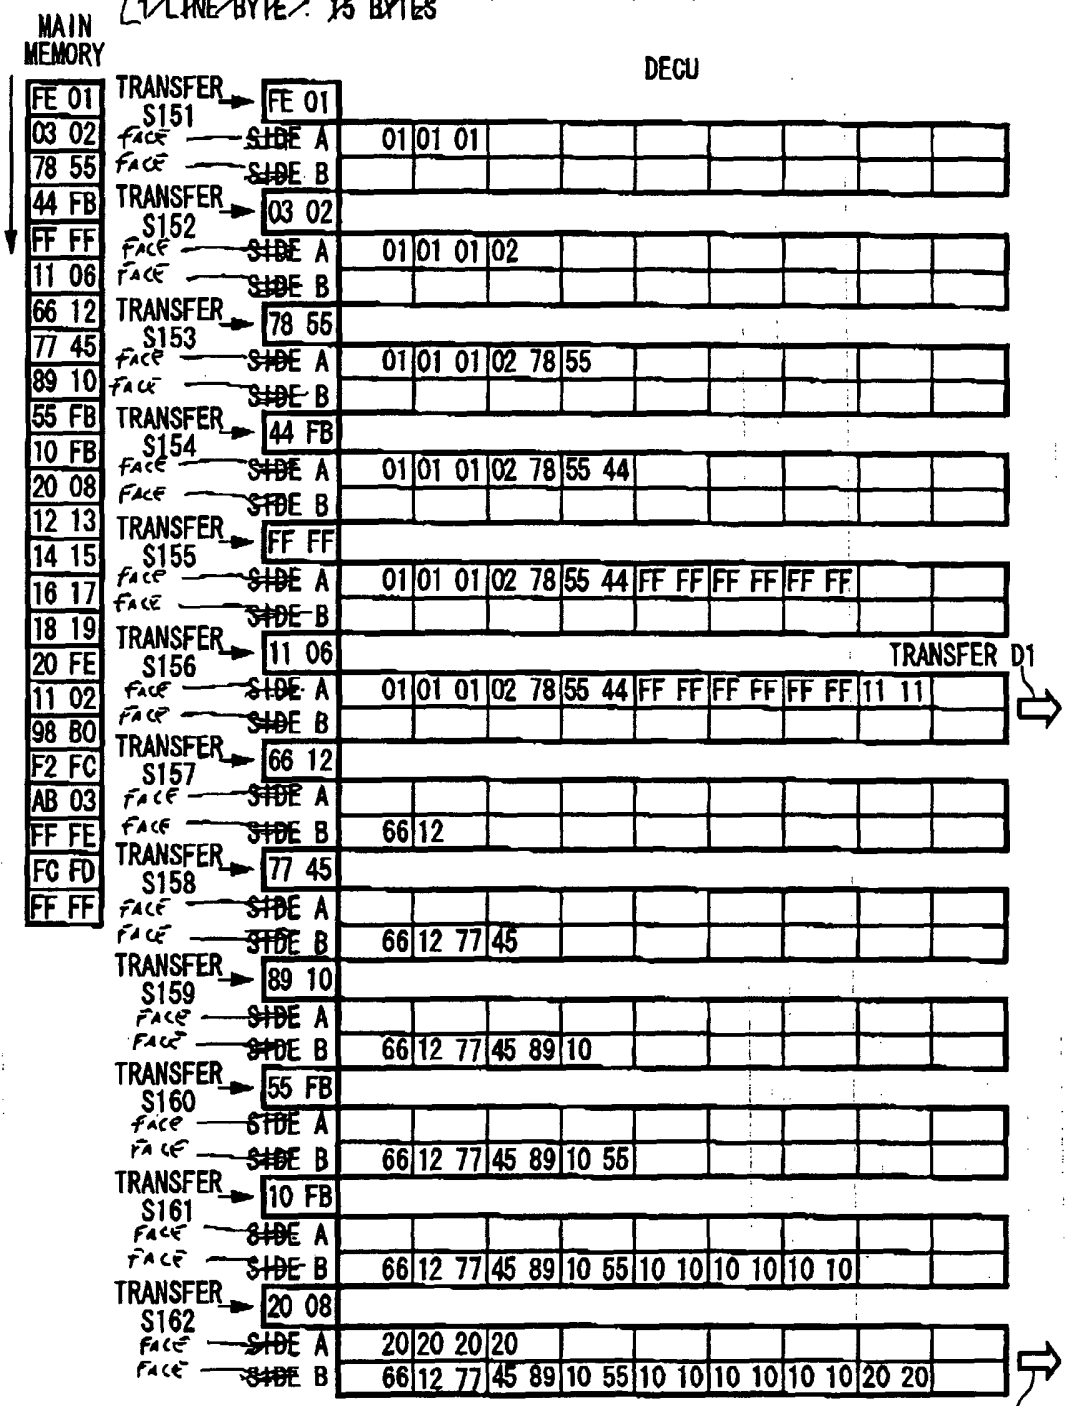 1/LINE/BYTE/: 15 BYTES
MAIN
MEMORY
DECU
FE 01
03 02
78 55
44 FB
FF FF
11 06
66 12
77 45
89 10
55 FB
10 FB
20 08
12 13
14 15
16 17
18 19
20 FE
11 02
98 B0
F2 FC
AB 03
FF FE
FC FD
FF FF
TRANSFER
S151
FE 01
FACE SIDE A 01 01 01
FACE SIDE B
TRANSFER
S152
03 02
FACE SIDE A 01 01 01 02
FACE SIDE B
TRANSFER
S153
78 55
FACE SIDE A 01 01 01 02 78 55
FACE SIDE B
TRANSFER
S154
44 FB
FACE SIDE A 01 01 01 02 78 55 44
FACE SIDE B
TRANSFER
S155
FF FF
FACE SIDE A 01 01 01 02 78 55 44 FF FF FF FF FF FF
FACE SIDE B
TRANSFER
S156
11 06
TRANSFER D1
FACE SIDE A 01 01 01 02 78 55 44 FF FF FF FF FF FF 11 11
FACE SIDE B
TRANSFER
S157
66 12
FACE SIDE A
FACE SIDE B 66 12
TRANSFER
S158
77 45
FACE SIDE A
FACE SIDE B 66 12 77 45
TRANSFER
S159
89 10
FACE SIDE A
FACE SIDE B 66 12 77 45 89 10
TRANSFER
S160
55 FB
FACE SIDE A
FACE SIDE B 66 12 77 45 89 10 55
TRANSFER
S161
10 FB
FACE SIDE A
FACE SIDE B 66 12 77 45 89 10 55 10 10 10 10 10 10
TRANSFER
S162
20 08
FACE SIDE A 20 20 20 20
FACE SIDE B 66 12 77 45 89 10 55 10 10 10 10 10 10 20 20